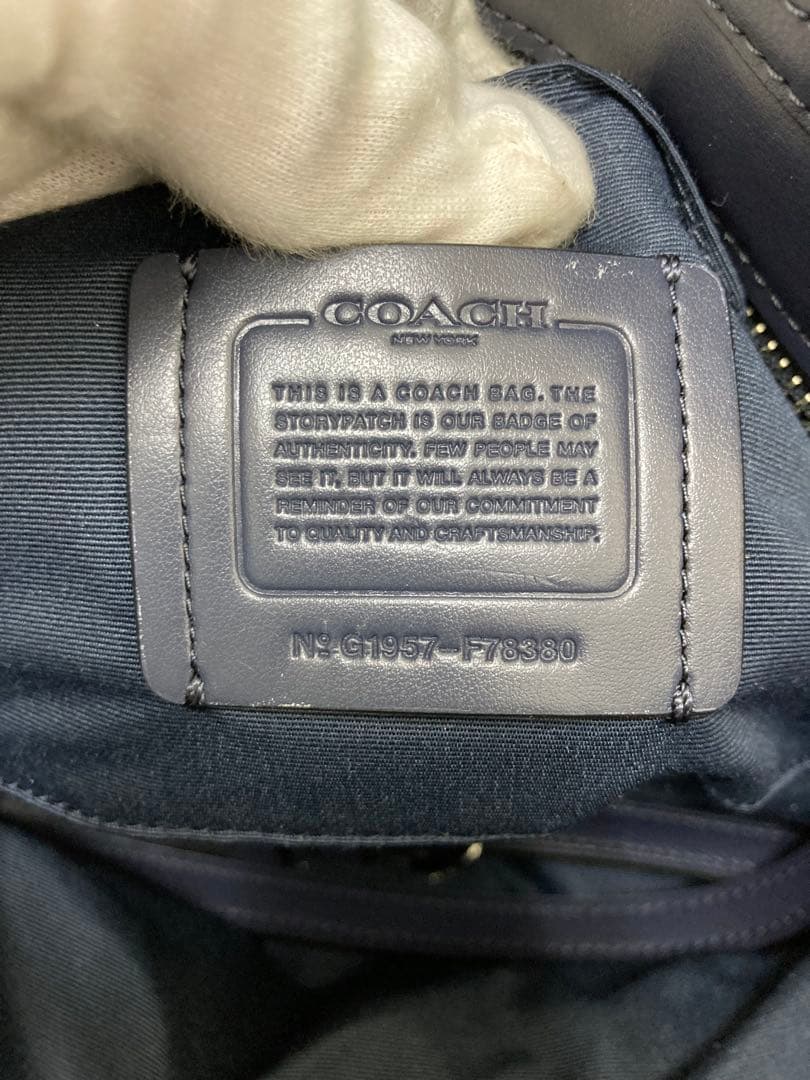 COACH
NEW YORK
THIS IS A COACH BAG. THE
STORYPATCH IS OUR BADGE OF
AUTHENTICITY. FEW PEOPLE MAY
SEE IT, BUT IT WILL ALWAYS BE A
REMINDER OF OUR COMMITMENT
TO QUALITY AND CRAFTSMANSHIP.
Nº G1957-F78380